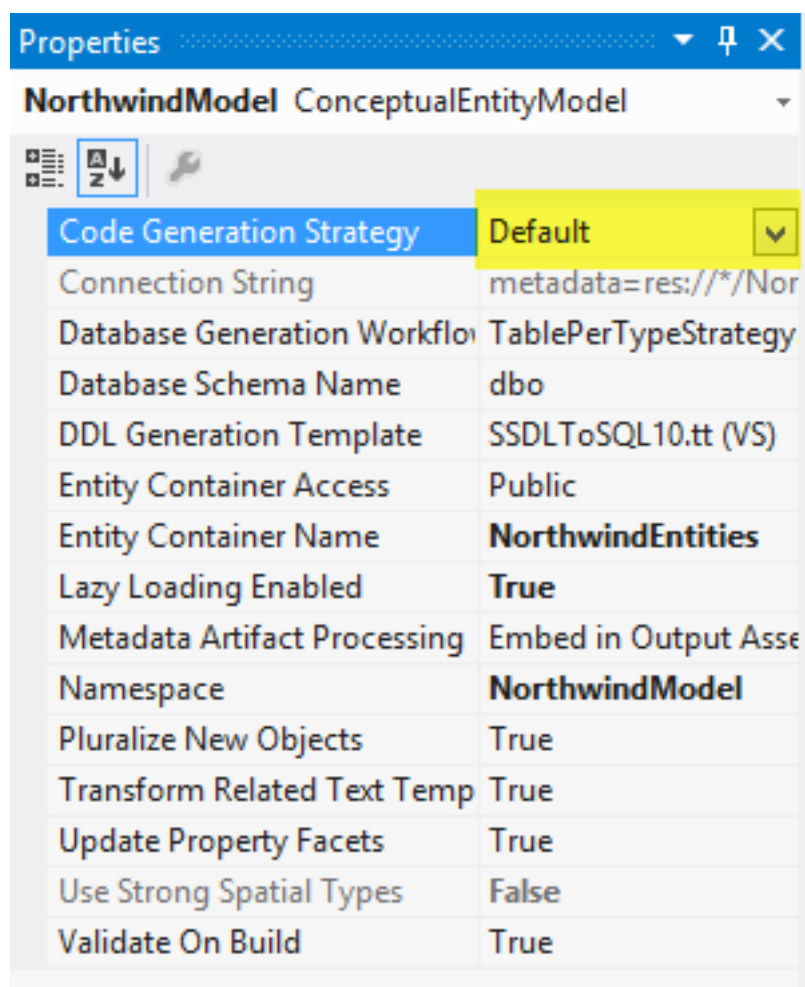 Properties
NorthwindModel ConceptualEntityModel
Code Generation Strategy Default
Connection String metadata=res://*/Nor
Database Generation Workflo TablePerTypeStrategy
Database Schema Name dbo
DDL Generation Template SSDLToSQL10.tt (VS)
Entity Container Access Public
Entity Container Name NorthwindEntities
Lazy Loading Enabled True
Metadata Artifact Processing Embed in Output Asse
Namespace NorthwindModel
Pluralize New Objects True
Transform Related Text Temp True
Update Property Facets True
Use Strong Spatial Types False
Validate On Build True